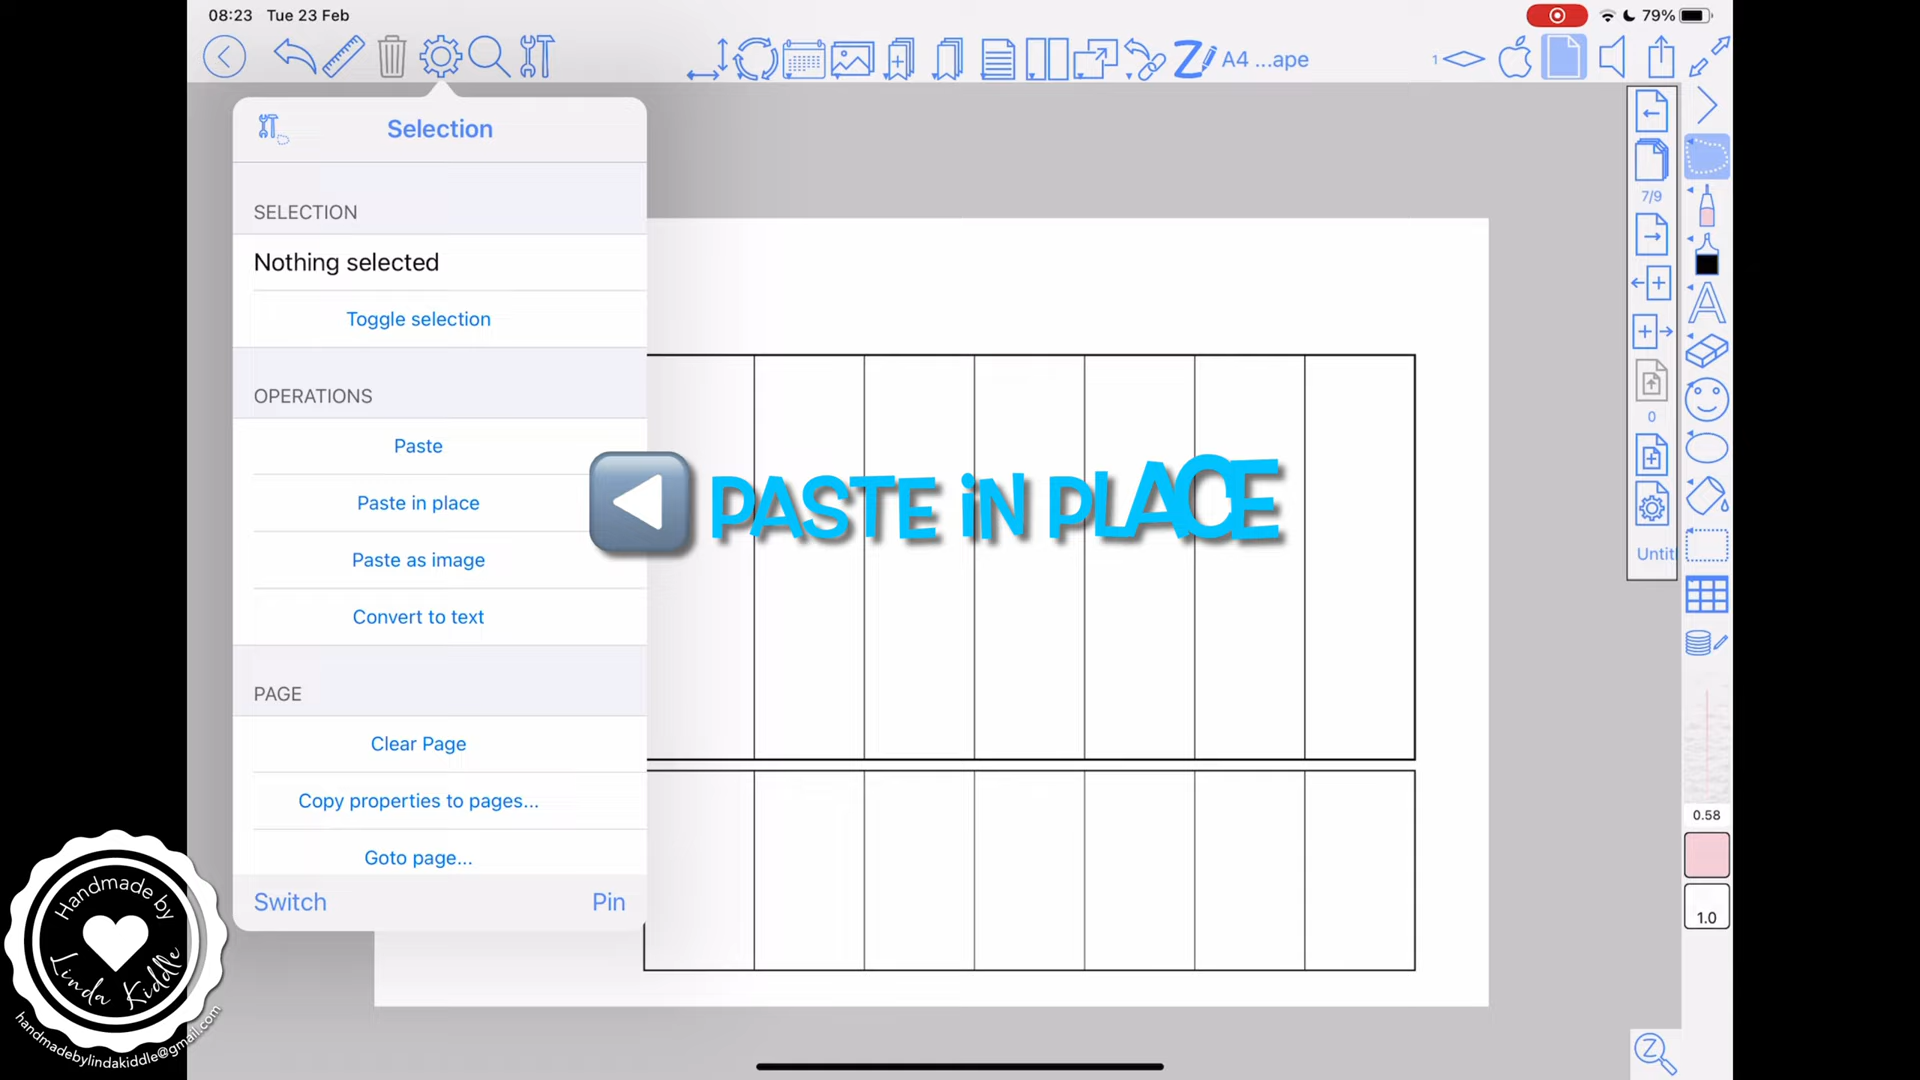 08:23 Tue 23 Feb
79%
A4 ...ape
1
Selection
SELECTION
Nothing selected
Toggle selection
OPERATIONS
Paste
Paste in place
Paste as image
Convert to text
PAGE
Clear Page
Copy properties to pages...
Goto page...
Switch
Pin
PASTE iN PLACE
7/9
0
Untit
0.58
1.0
Z
Z
Handmade by
Linda Kiddle
handmadebylindakiddle@gmail.com